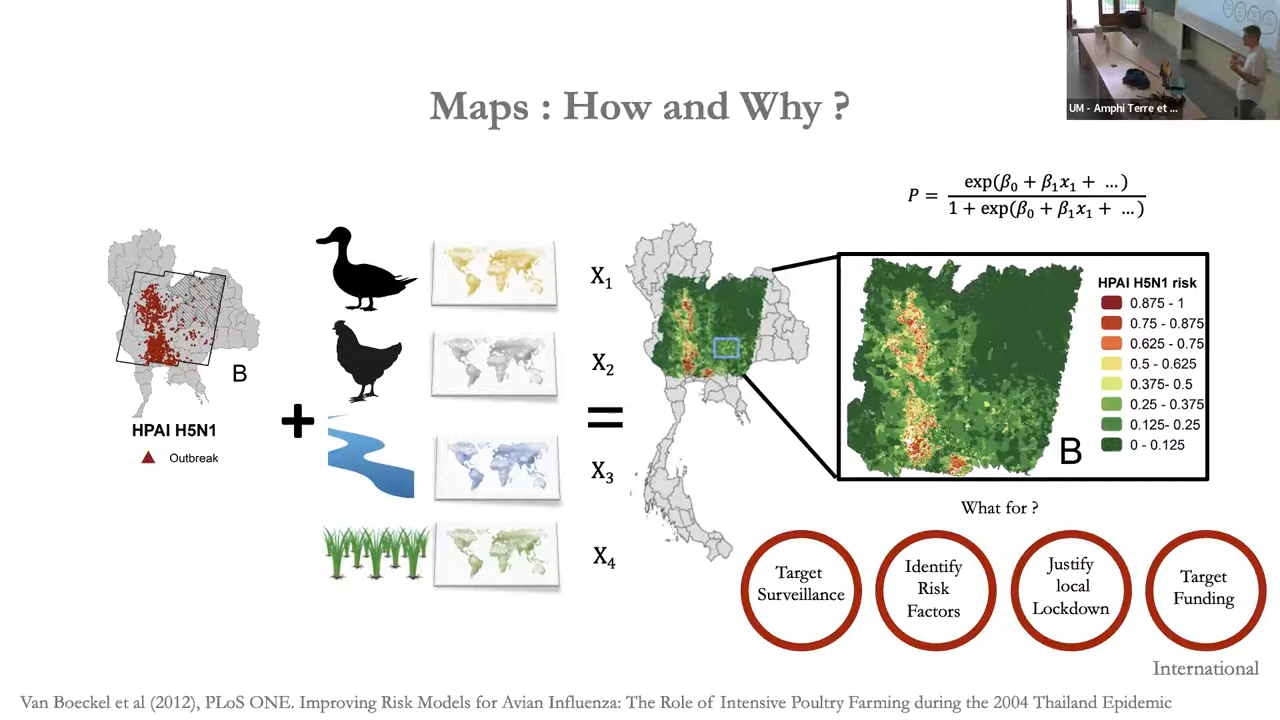 UM - Amphi Terre et ...
Maps : How and Why ?
P = exp(β₀ + β₁x₁ + ...) / 1 + exp(β₀ + β₁x₁ + ...)
B
HPAI H5N1
Outbreak
+
X₁
X₂
X₃
X₄
=
HPAI H5N1 risk
0.875 - 1
0.75 - 0.875
0.625 - 0.75
0.5 - 0.625
0.375- 0.5
0.25 - 0.375
0.125- 0.25
0 - 0.125
B
What for ?
Target
Surveillance
Identify
Risk
Factors
Justify
local
Lockdown
Target
Funding
International
Van Boeckel et al (2012), PLoS ONE. Improving Risk Models for Avian Influenza: The Role of Intensive Poultry Farming during the 2004 Thailand Epidemic